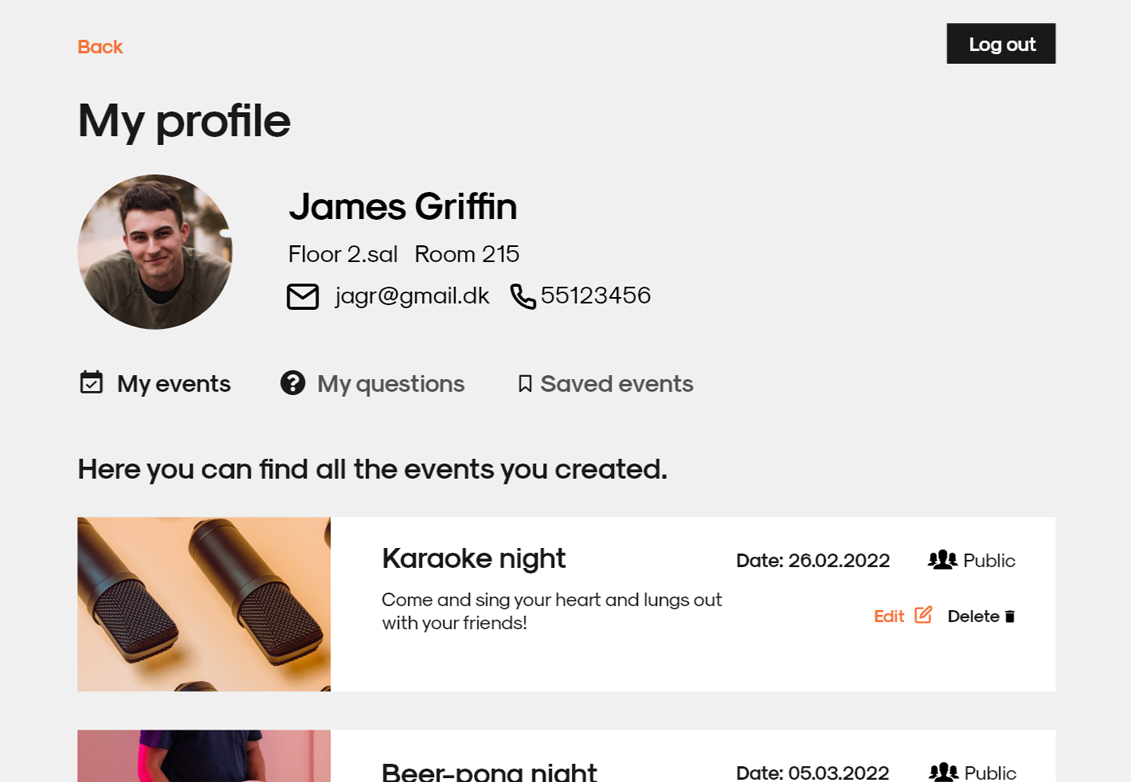 Back
Log out
My profile
James Griffin
Floor 2.sal Room 215
jagr@gmail.dk 55123456
My events My questions Saved events
Here you can find all the events you created.
Karaoke night
Date: 26.02.2022 Public
Come and sing your heart and lungs out
with your friends!
Edit Delete
Beer-pong night
Date: 05.03.2022 Public